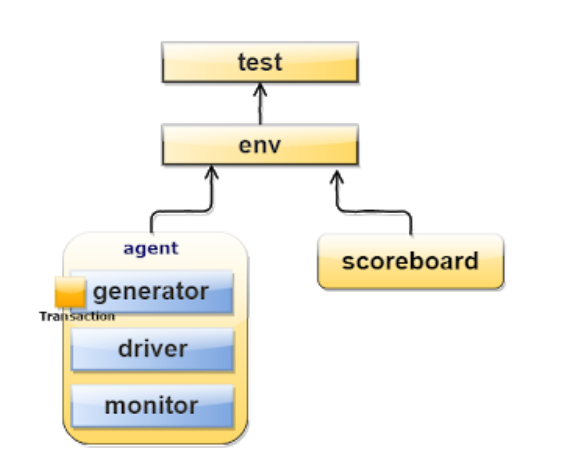 test
env
agent
generator
Transaction
driver
monitor
scoreboard